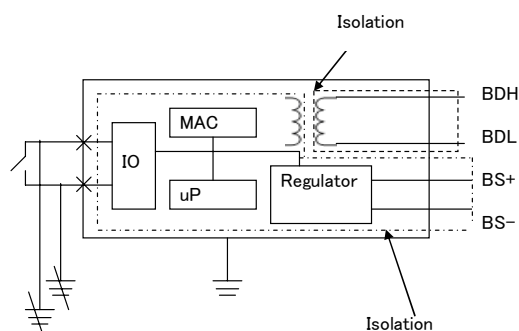 Isolation
BDH
MAC
BDL
IO
BS+
Regulator
uP
BS-
Isolation